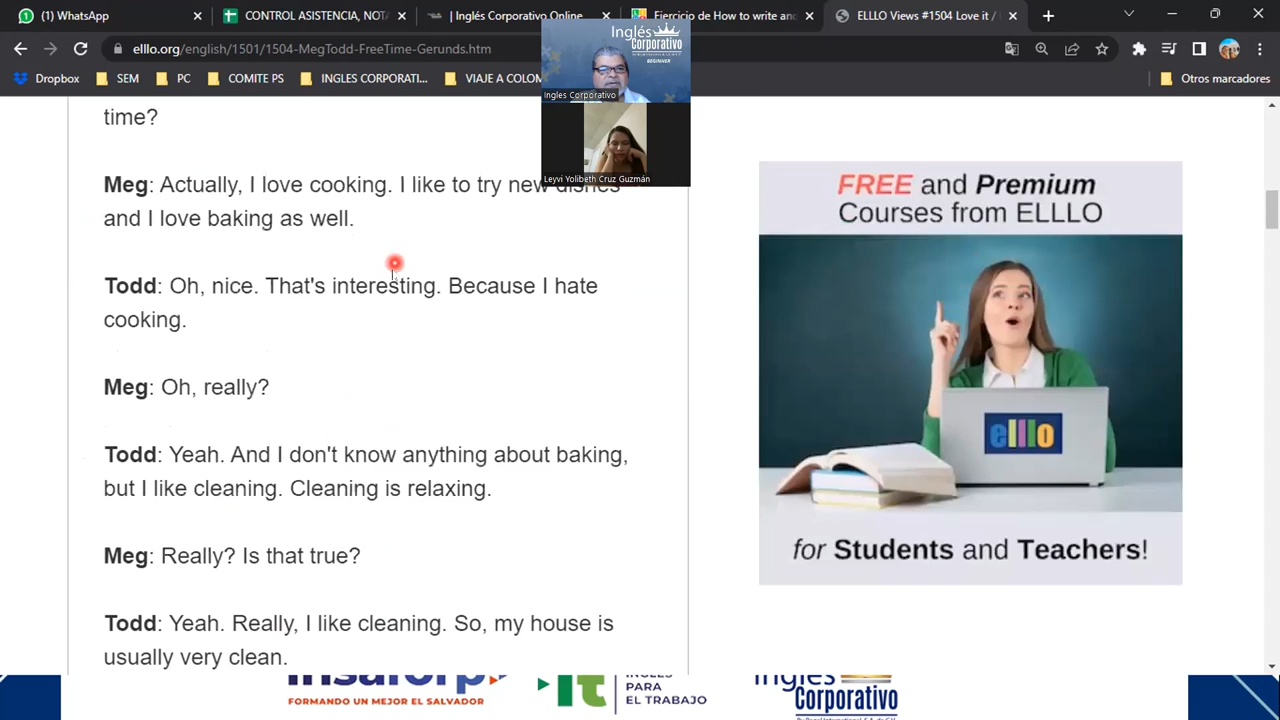 CONTROL ASISTENCIA, NOT
Inglés Corporativo
Ejercicio de How to write and
ELLLO Views #1504 Love it /
elllo.org/english/1501/1504-MegTodd-FreeTime-Gerunds.htm
Dropbox
SEM
PC
COMITE PS
INGLES CORPORATI...
VIAJE A COLOM
Otros marcadores
Inglés
Corporativo
BEGINNER
Ingles Corporativo
Leyvi Yolibeth Cruz Guzmán
time?
Meg: Actually, I love cooking. I like to try new dishes
and I love baking as well.
Todd: Oh, nice. That's interesting. Because I hate
cooking.
Meg: Oh, really?
Todd: Yeah. And I don't know anything about baking,
but I like cleaning. Cleaning is relaxing.
Meg: Really? Is that true?
Todd: Yeah. Really, I like cleaning. So, my house is
usually very clean.
FREE and Premium
Courses from ELLLO
elllo
for Students and Teachers!
insaforp
FORMANDO UN MEJOR EL SALVADOR
it
INGLÉS
PARA
EL TRABAJO
Inglés
Corporativo